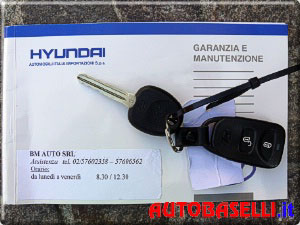 HYUNDAI
AUTOMOBILI ITALIA IMPORTAZIONI S.p.A.
GARANZIA E
MANUTENZIONE
BM AUTO SRL
Assistenza tel. 02/57602338 – 57606362
Orario:
da lunedì a venerdì 8.30 / 12.30
AUTOBASELLI.it